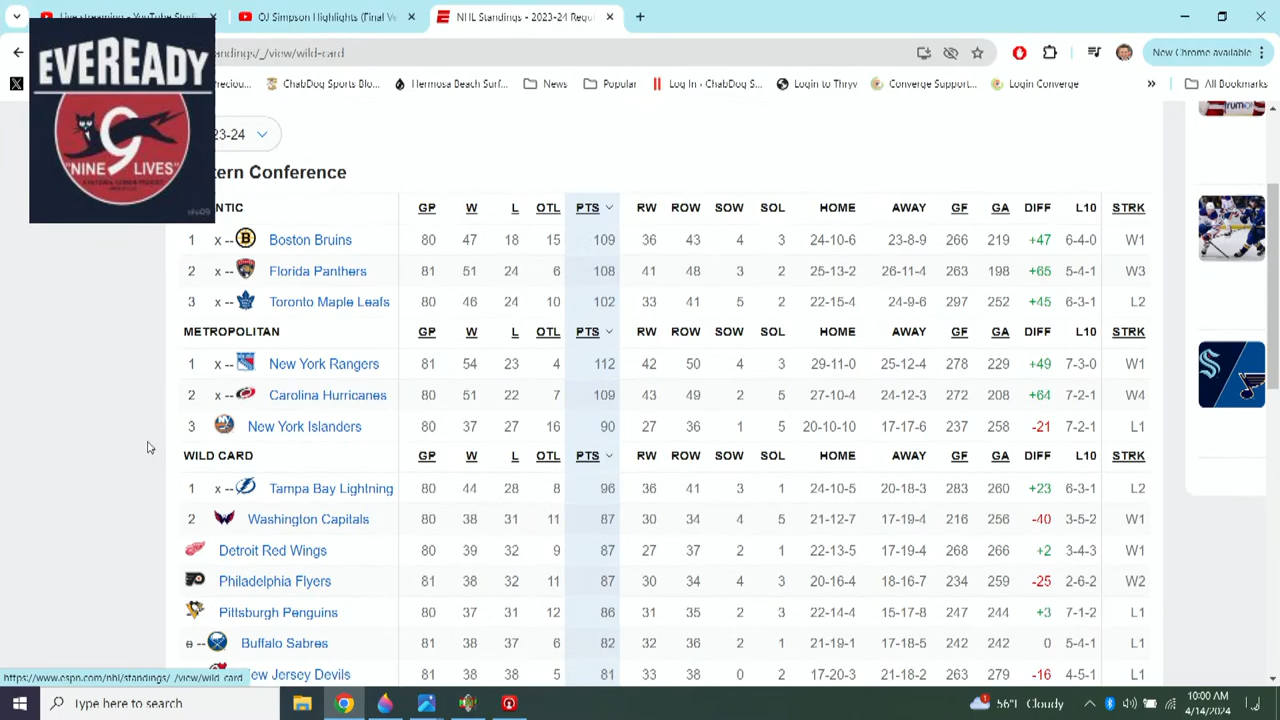 Live streaming - YouTube Stud
OJ Simpson Highlights (Final Ve
NHL Standings - 2023-24 Regul
standings/_/view/wild-card
New Chrome available
ChabDog Sports Blo...
Hermosa Beach Surf...
News
Popular
Log In ‹ ChabDog S...
Login to Thryv
Converge Support...
Login Converge
»
All Bookmarks
EVEREADY
9
"NINE LIVES"
23-24
tern Conference
NTIC GP W L OTL PTS RW ROW SOW SOL HOME AWAY GF GA DIFF L10 STRK
1 x -- Boston Bruins 80 47 18 15 109 36 43 4 3 24-10-6 23-8-9 266 219 +47 6-4-0 W1
2 x -- Florida Panthers 81 51 24 6 108 41 48 3 2 25-13-2 26-11-4 263 198 +65 5-4-1 W3
3 x -- Toronto Maple Leafs 80 46 24 10 102 33 41 5 2 22-15-4 24-9-6 297 252 +45 6-3-1 L2
METROPOLITAN GP W L OTL PTS RW ROW SOW SOL HOME AWAY GF GA DIFF L10 STRK
1 x -- New York Rangers 81 54 23 4 112 42 50 4 3 29-11-0 25-12-4 278 229 +49 7-3-0 W1
2 x -- Carolina Hurricanes 80 51 22 7 109 43 49 2 5 27-10-4 24-12-3 272 208 +64 7-2-1 W4
3 New York Islanders 80 37 27 16 90 27 36 1 5 20-10-10 17-17-6 237 258 -21 7-2-1 L1
WILD CARD GP W L OTL PTS RW ROW SOW SOL HOME AWAY GF GA DIFF L10 STRK
1 x -- Tampa Bay Lightning 80 44 28 8 96 36 41 3 1 24-10-5 20-18-3 283 260 +23 6-3-1 L2
2 Washington Capitals 80 38 31 11 87 30 34 4 5 21-12-7 17-19-4 216 256 -40 3-5-2 W1
Detroit Red Wings 80 39 32 9 87 27 37 2 1 22-13-5 17-19-4 268 266 +2 3-4-3 W1
Philadelphia Flyers 81 38 32 11 87 30 34 4 3 20-16-4 18-16-7 234 259 -25 2-6-2 W2
Pittsburgh Penguins 80 37 31 12 86 31 35 2 3 22-14-4 15-17-8 247 244 +3 7-1-2 L1
e -- Buffalo Sabres 81 38 37 6 82 32 36 2 1 21-19-1 17-18-5 242 242 0 5-4-1 L1
ew Jersey Devils 81 38 38 5 81 33 38 0 2 17-20-3 21-18-2 263 279 -16 4-5-1 L1
https://www.espn.com/nhl/standings/_/view/wild-card
Type here to search
56°F Cloudy
10:00 AM
4/14/2024